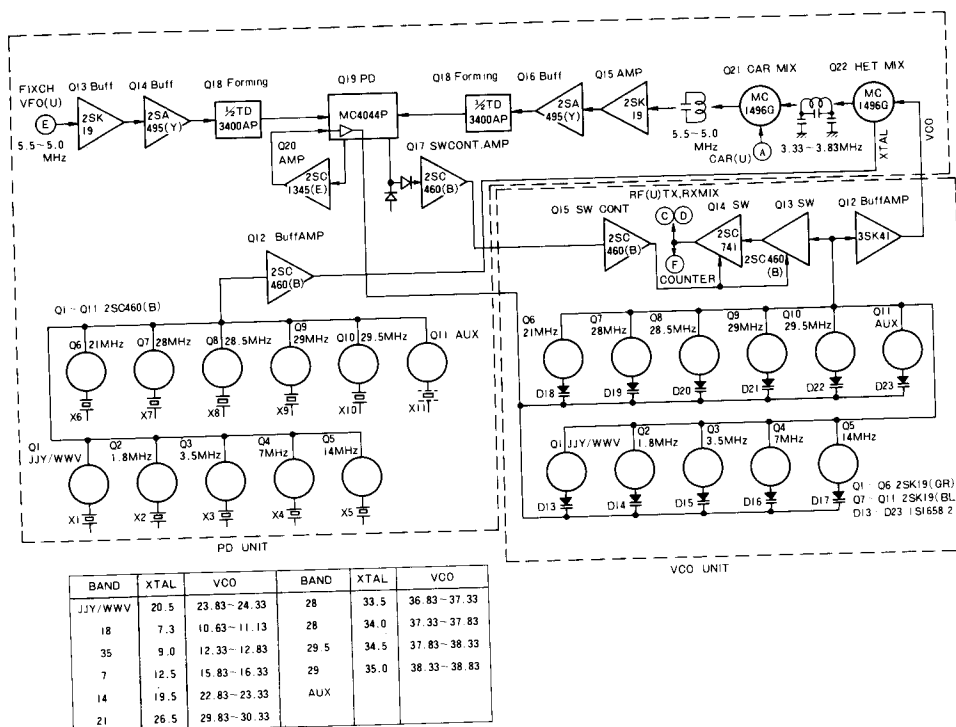 Q13 Buff
Q14 Buff
Q18 Forming
Q19 PD
Q18 Forming
Q16 Buff
Q15 AMP
Q21 CAR MIX
Q22 HET MIX
FIXCH
VFO(U)
E
5.5~5.0
MHz
2SK
19
2SA
495(Y)
½TD
3400AP
MC4044P
½TD
3400AP
2SA
495(Y)
2SK
19
5.5~5.0
MHz
MC
1496G
CAR(U)
A
3.33~3.83MHz
MC
1496G
XTAL
VCO
Q20
AMP
2SC
1345(E)
Q17 SWCONT. AMP
2SC
460(B)
Q12 BuffAMP
2SC
460(B)
Q15 SW CONT
2SC
460(B)
RF(U)TX,RXMIX
C D
F
COUNTER
Q14 SW
2SC
741
Q13 SW
2SC460
(B)
Q12 BuffAMP
3SK41
Q1~Q11 2SC460(B)
Q6 21MHz
Q7 28MHz
Q8 28.5MHz
Q9
29MHz
Q10 29.5MHz
Q11 AUX
X6
X7
X8
X9
X10
X11
Q1
JJY/WWV
Q2
1.8MHz
Q3
3.5MHz
Q4
7MHz
Q5
14MHz
X1
X2
X3
X4
X5
PD UNIT
Q6
21MHz
Q7
28MHz
Q8
28.5MHz
Q9
29MHz
Q10
29.5MHz
Q11
AUX
D18
D19
D20
D21
D22
D23
Q1 JJY/WWV
Q2
1.8MHz
Q3
3.5MHz
Q4
7MHz
Q5
14MHz
D13
D14
D15
D16
D17
Q1~Q6 2SK19(GR)
Q7~Q11 2SK19(BL
D13~D23 1S1658 2
VCO UNIT
BAND XTAL VCO BAND XTAL VCO
JJY/WWV 20.5 23.83~24.33 28 33.5 36.83~37.33
18 7.3 10.63~11.13 28 34.0 37.33~37.83
35 9.0 12.33~12.83 29.5 34.5 37.83~38.33
7 12.5 15.83~16.33 29 35.0 38.33~38.83
14 19.5 22.83~23.33 AUX
21 26.5 29.83~30.33